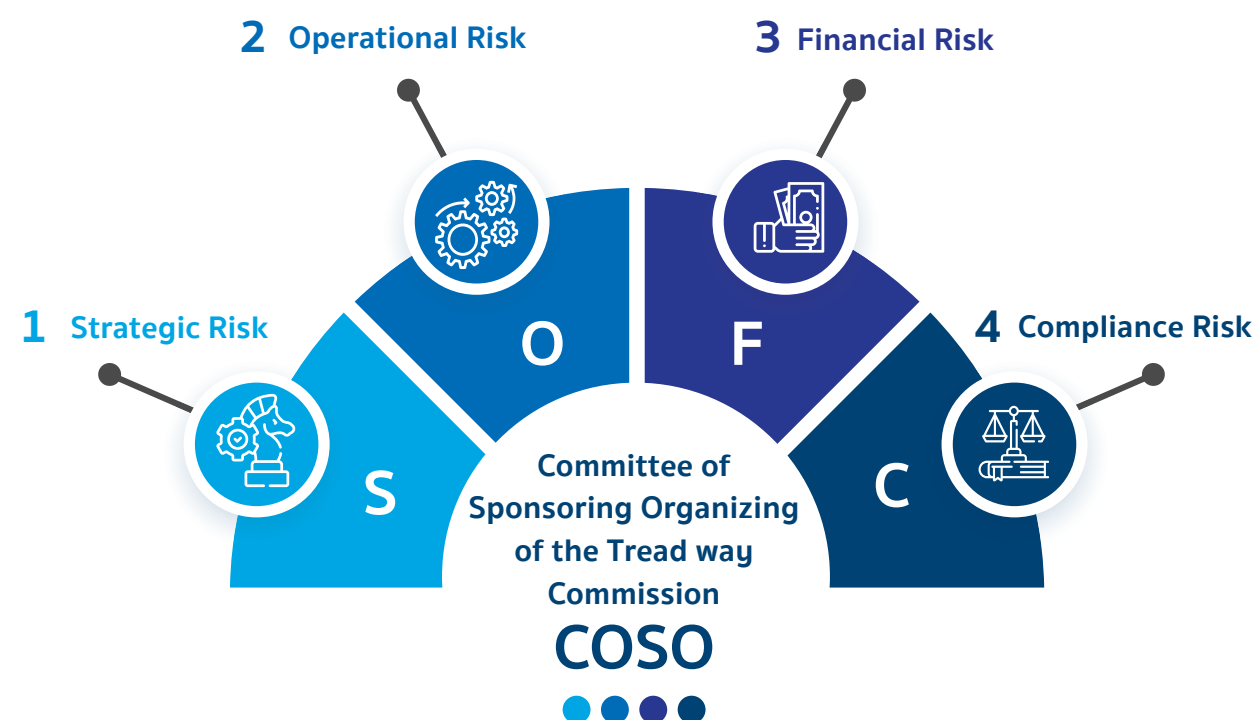 2 Operational Risk
3 Financial Risk
1 Strategic Risk
4 Compliance Risk
S
O
F
C
Committee of
Sponsoring Organizing
of the Tread way
Commission
COSO